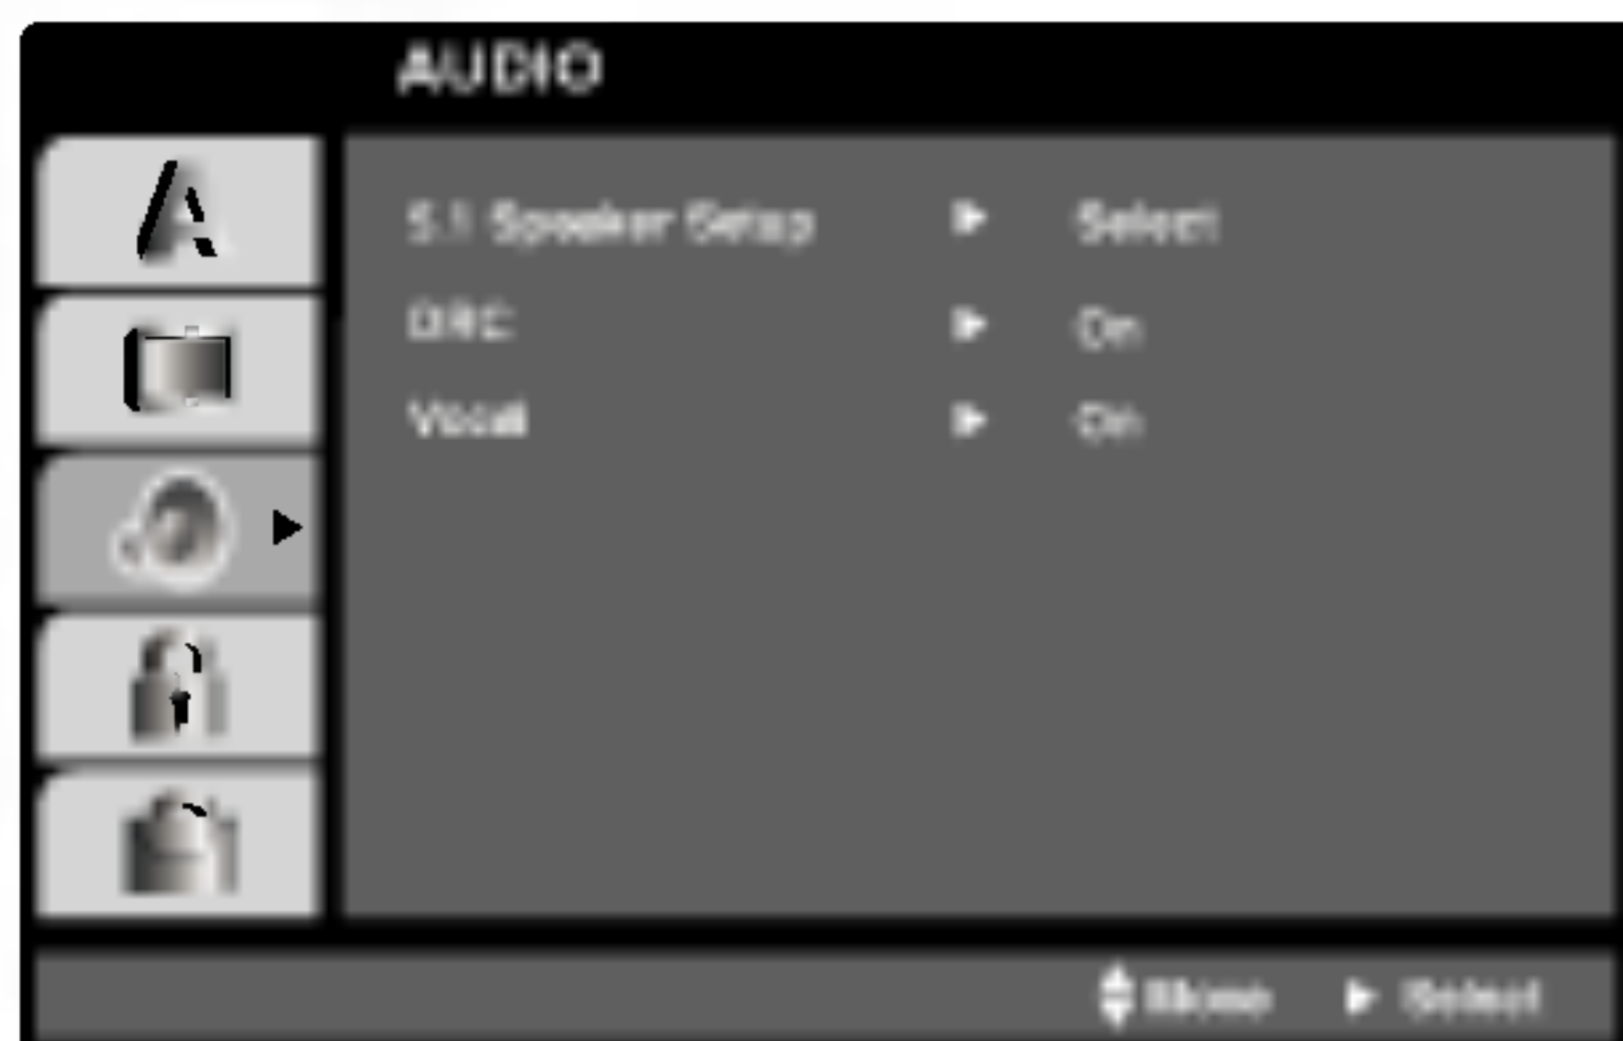 AUDIO
5.1 Speaker Setup ► Select
DRC ► On
Vocal ► On
Move ► Select